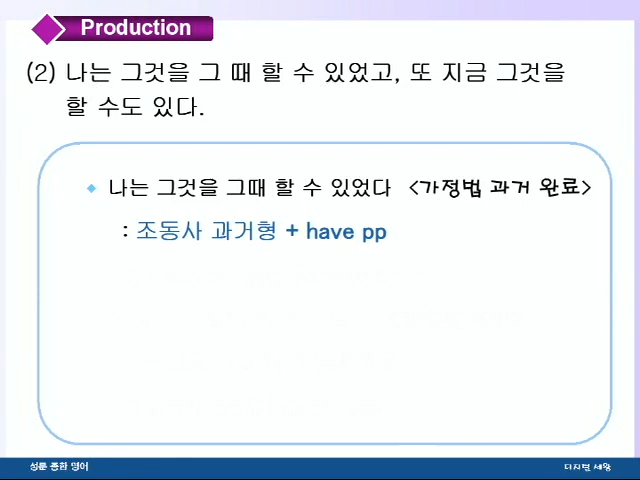 Production
(2) 나는 그것을 그 때 할 수 있었고, 또 지금 그것을
할 수도 있다.
나는 그것을 그때 할 수 있었다 <가정법 과거 완료>
: 조동사 과거형 + have pp
성문 종합 영어
디지털 세상